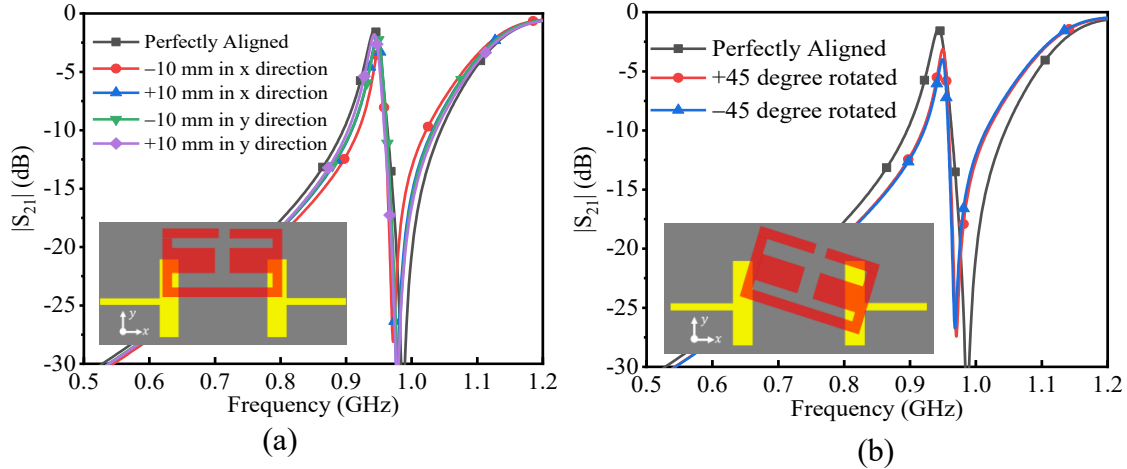 0
-5
-10
-15
-20
-25
-30
|S21| (dB)
Perfectly Aligned
–10 mm in x direction
+10 mm in x direction
–10 mm in y direction
+10 mm in y direction
y
x
0.5 0.6 0.7 0.8 0.9 1.0 1.1 1.2
Frequency (GHz)
(a)
0
-5
-10
-15
-20
-25
-30
|S21| (dB)
Perfectly Aligned
+45 degree rotated
–45 degree rotated
y
x
0.5 0.6 0.7 0.8 0.9 1.0 1.1 1.2
Frequency (GHz)
(b)